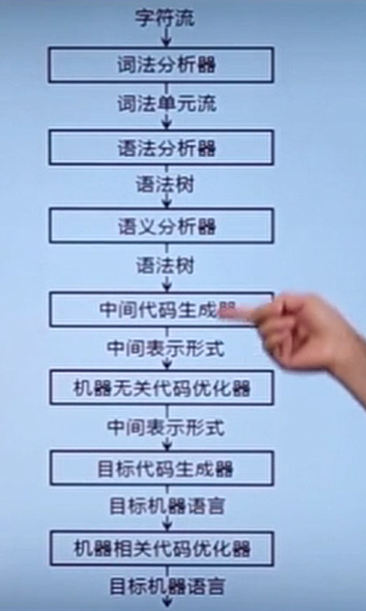 字符流
词法分析器
词法单元流
语法分析器
语法树
语义分析器
语法树
中间代码生成器
中间表示形式
机器无关代码优化器
中间表示形式
目标代码生成器
目标机器语言
机器相关代码优化器
目标机器语言